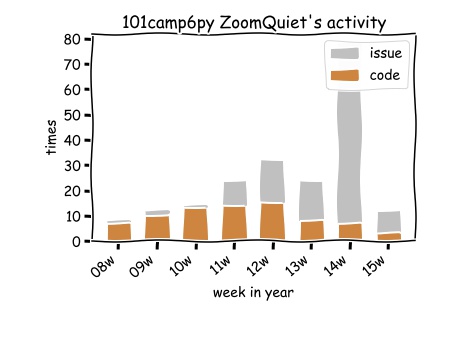 101camp6py ZoomQuiet's activity
issue
code
80
70
60
50
40
30
20
10
0
times
08w
09w
10w
11w
12w
13w
14w
15w
week in year